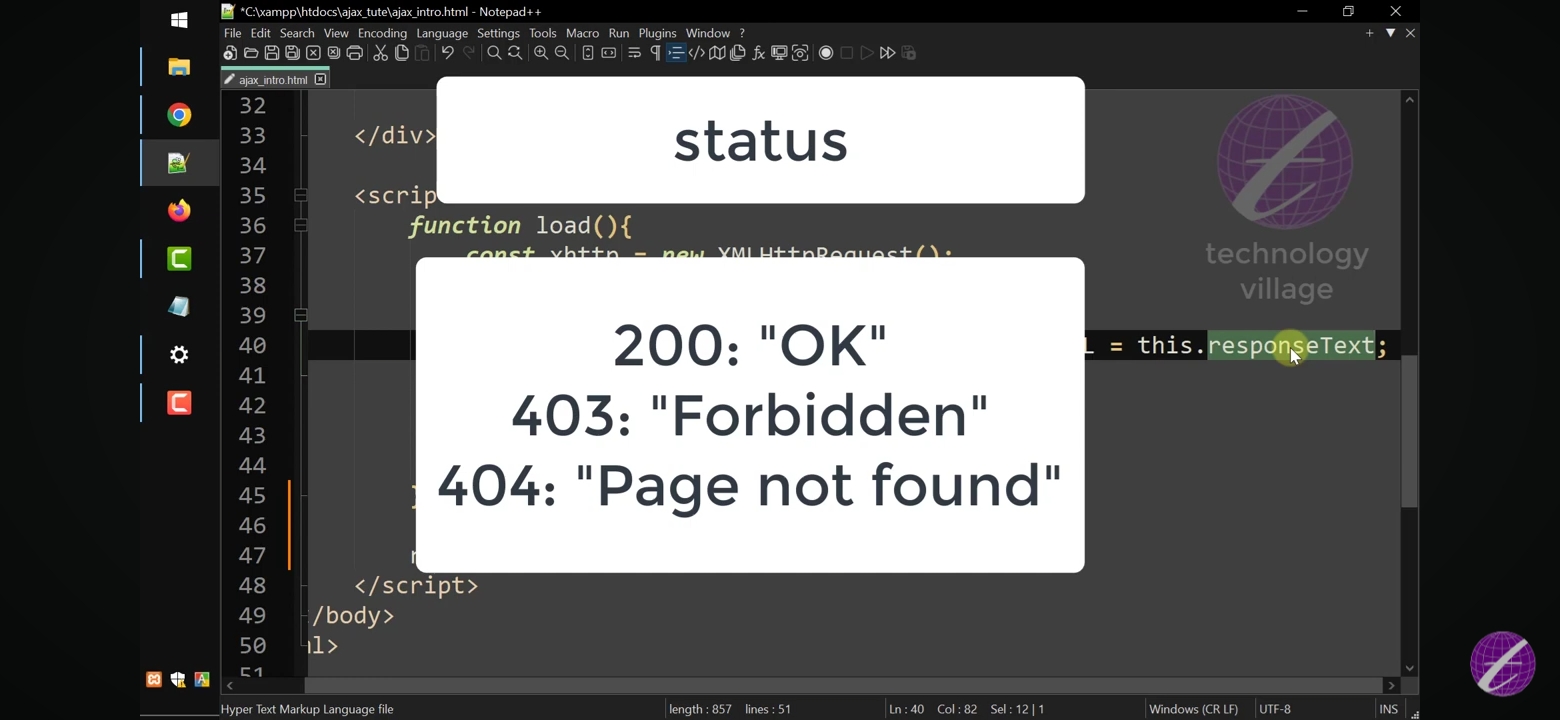 *C:\xampp\htdocs\ajax_tute\ajax_intro.html - Notepad++
File Edit Search View Encoding Language Settings Tools Macro Run Plugins Window ?
ajax_intro.html
status
32
33 </div>
34
35 <scrip
36 function load(){
37 const xhttp = new XMLHttpRequest();
38
39
40 = this.responseText;
41
42
43
44
45
46
47
48 </script>
49 /body>
50 l>
51
200: "OK"
403: "Forbidden"
404: "Page not found"
technology
village
Hyper Text Markup Language file length : 857 lines : 51 Ln : 40 Col : 82 Sel : 12 | 1 Windows (CR LF) UTF-8 INS